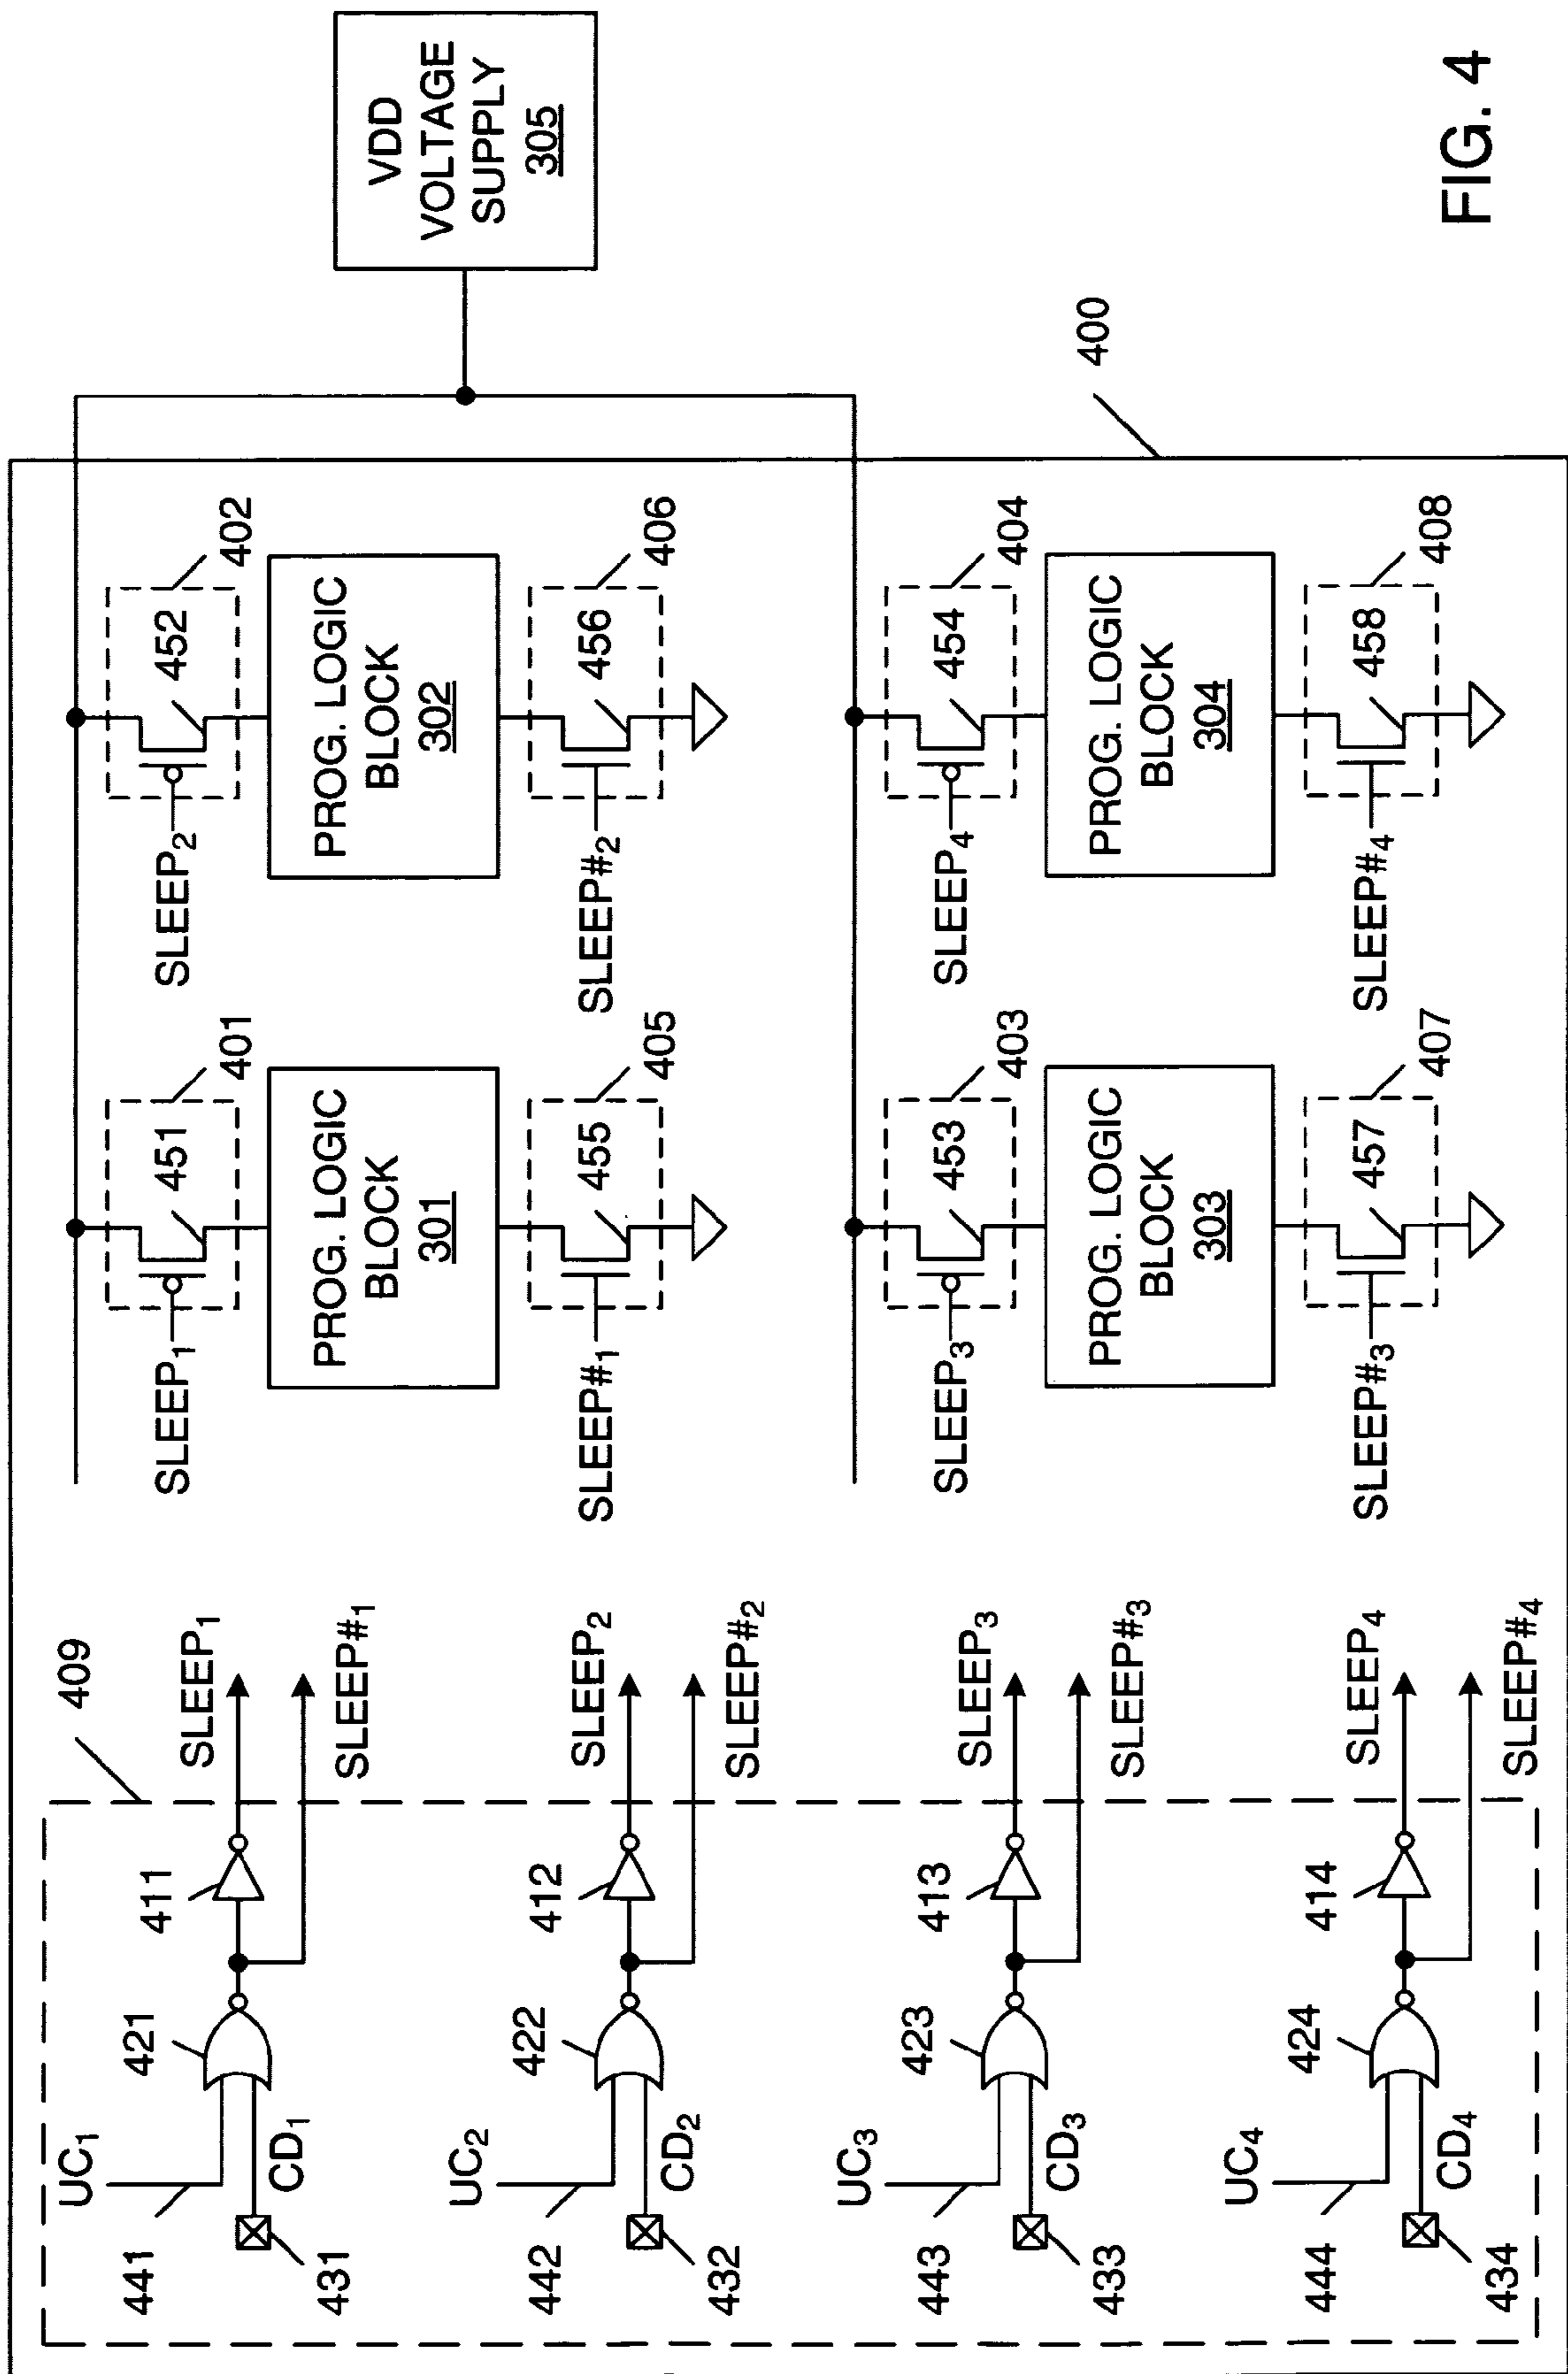 409
UC₁
441
CD₁
431
421
411
SLEEP₁
SLEEP#₁
UC₂
442
CD₂
432
422
412
SLEEP₂
SLEEP#₂
UC₃
443
CD₃
433
423
413
SLEEP₃
SLEEP#₃
UC₄
444
CD₄
434
424
414
SLEEP₄
SLEEP#₄
SLEEP₁
451
401
PROG. LOGIC
BLOCK
301
SLEEP#₁
455
405
SLEEP₂
452
402
PROG. LOGIC
BLOCK
302
SLEEP#₂
456
406
SLEEP₃
453
403
PROG. LOGIC
BLOCK
303
SLEEP#₃
457
407
SLEEP₄
454
404
PROG. LOGIC
BLOCK
304
SLEEP#₄
458
408
VDD
VOLTAGE
SUPPLY
305
400
FIG. 4